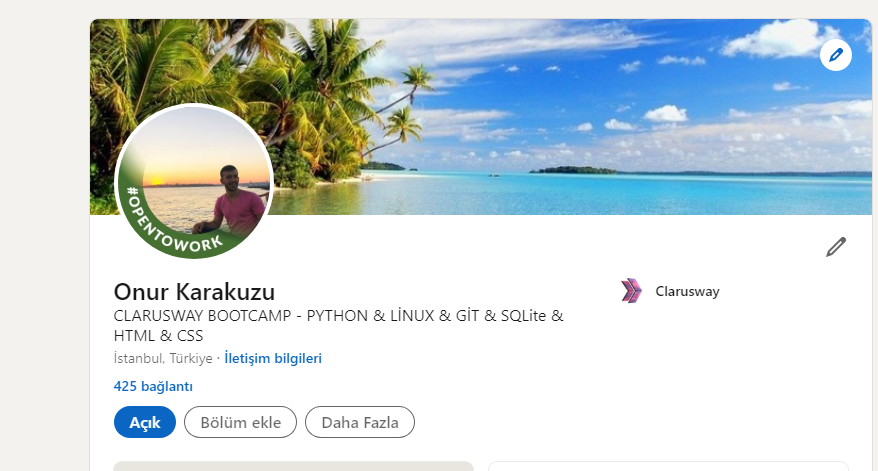 #OPENTOWORK
Onur Karakuzu
Clarusway
CLARUSWAY BOOTCAMP - PYTHON & LİNUX & GİT & SQLite &
HTML & CSS
İstanbul, Türkiye · İletişim bilgileri
425 bağlantı
Açık Bölüm ekle Daha Fazla